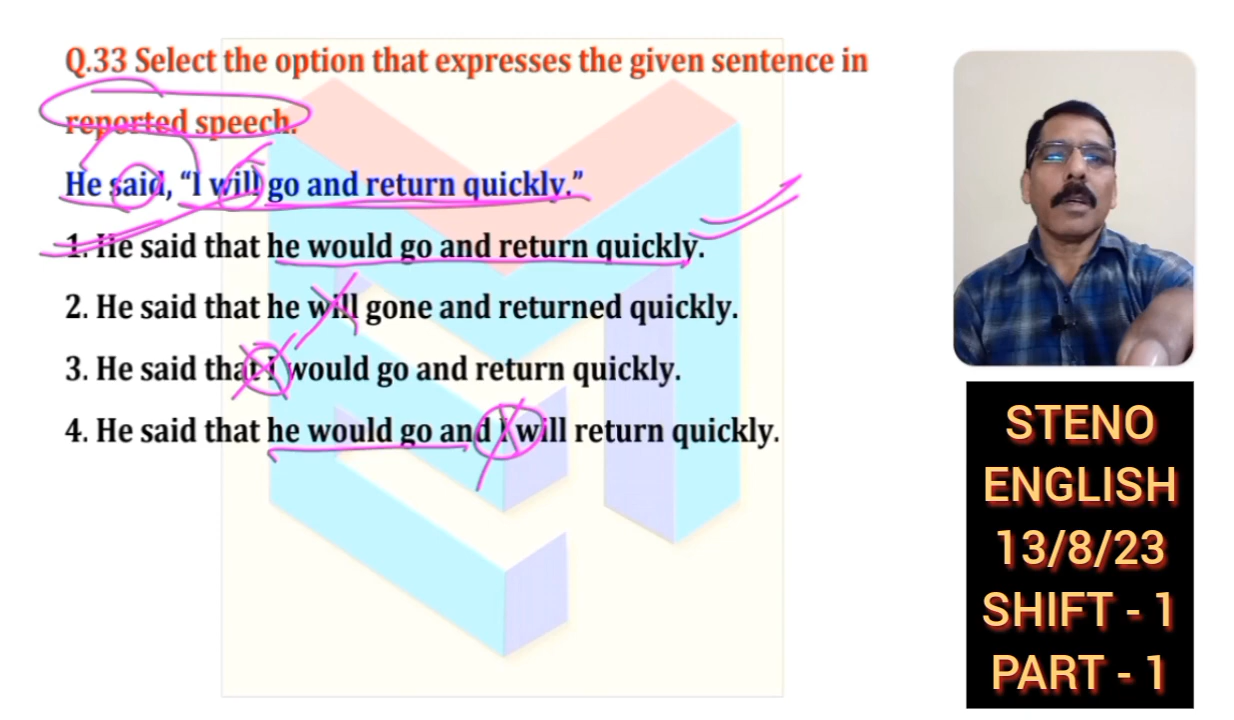 Q.33 Select the option that expresses the given sentence in
reported speech.
He said, “I will go and return quickly.”
1. He said that he would go and return quickly.
2. He said that he will gone and returned quickly.
3. He said that I would go and return quickly.
4. He said that he would go and I will return quickly.
STENO
ENGLISH
13/8/23
SHIFT - 1
PART - 1